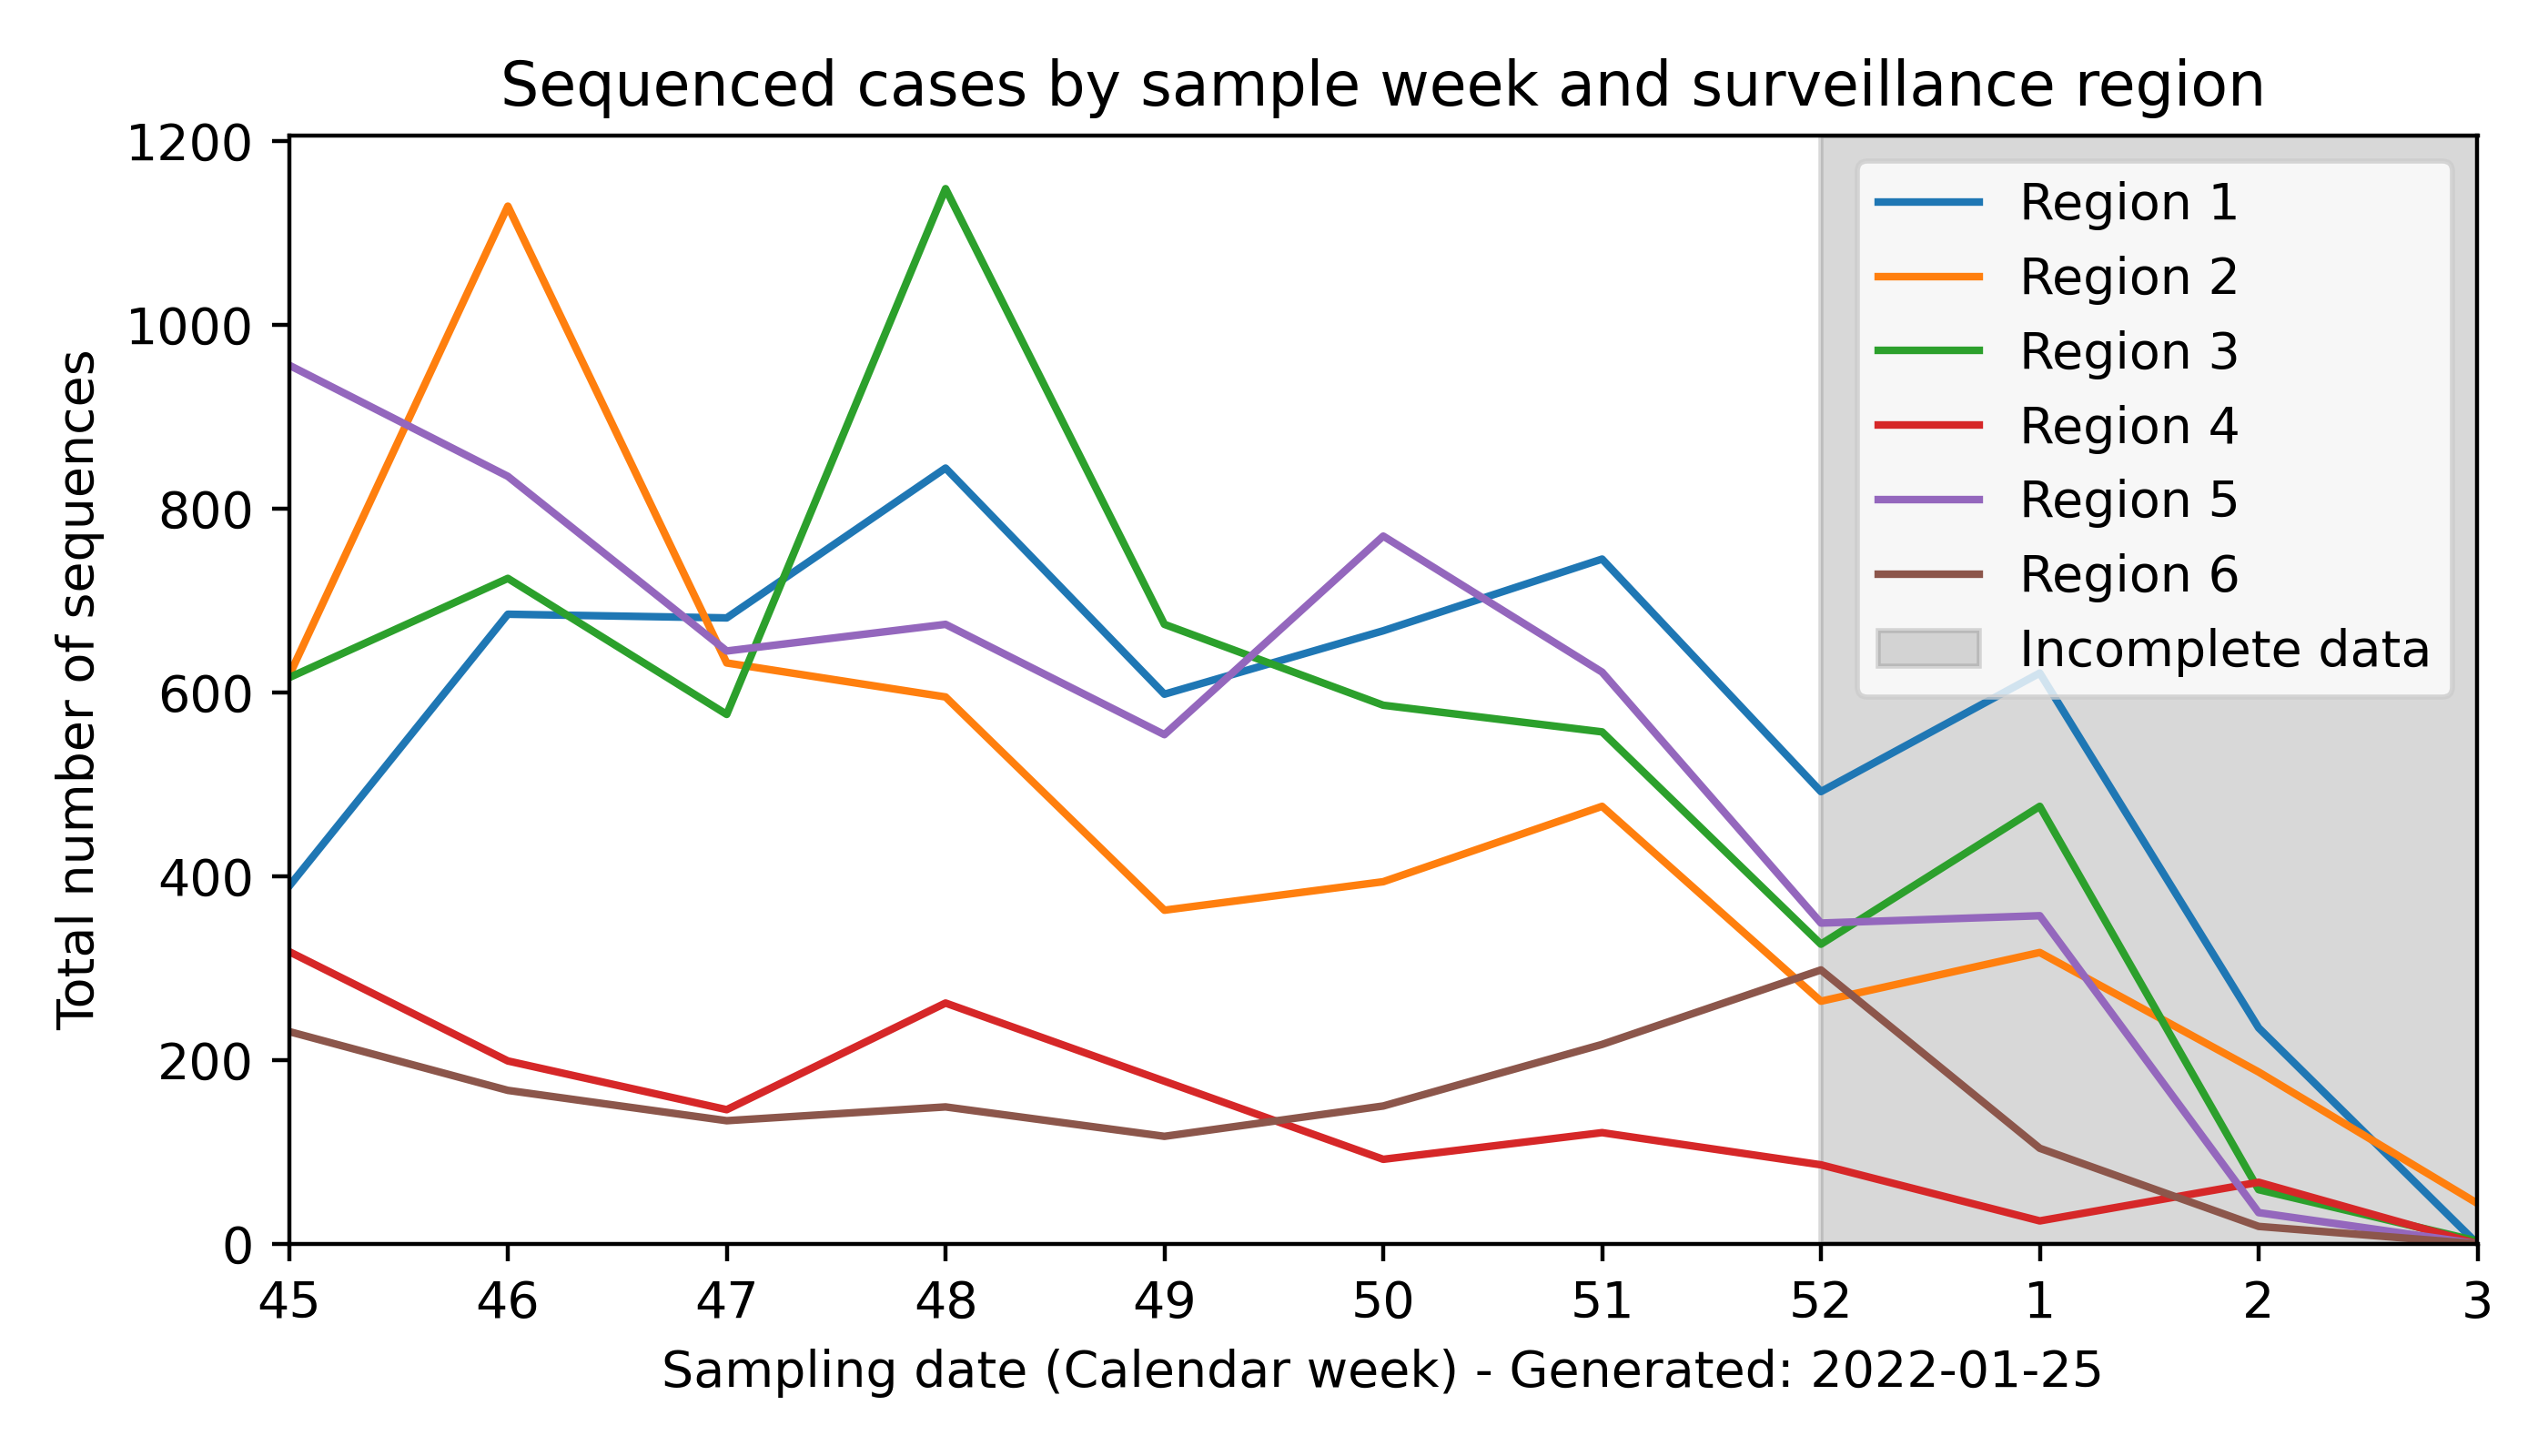 Sequenced cases by sample week and surveillance region
1200
1000
800
600
400
200
0
Total number of sequences
Region 1
Region 2
Region 3
Region 4
Region 5
Region 6
Incomplete data
45 46 47 48 49 50 51 52 1 2 3
Sampling date (Calendar week) - Generated: 2022-01-25